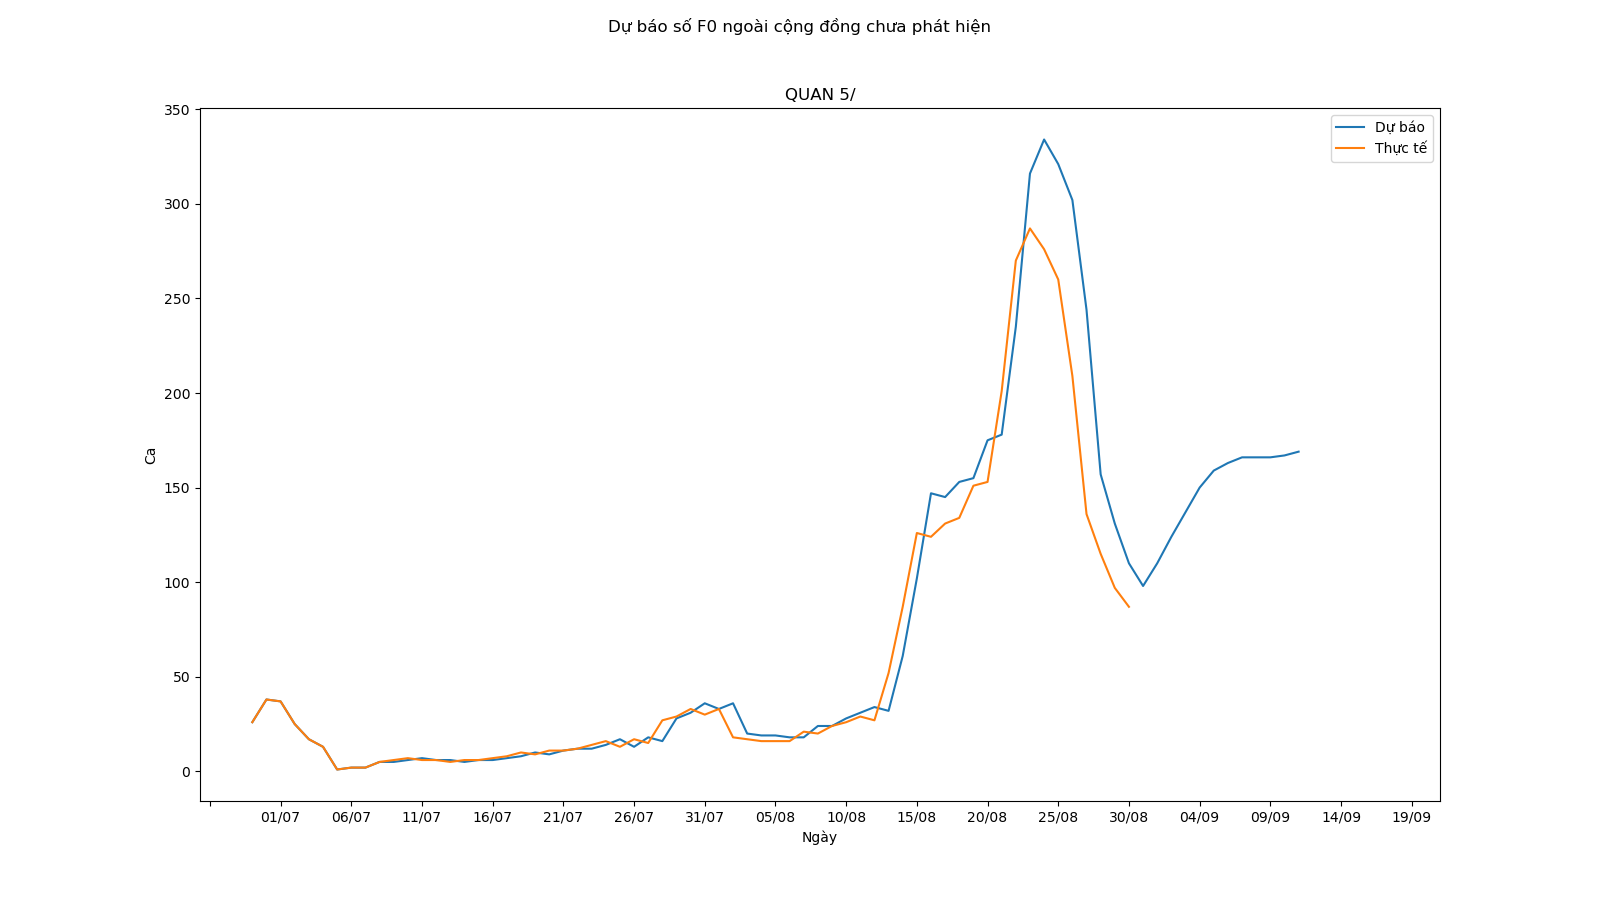 Dự báo số F0 ngoài cộng đồng chưa phát hiện
QUAN 5/
350
300
250
200
150
100
50
0
Ca
Dự báo
Thực tế
01/07 06/07 11/07 16/07 21/07 26/07 31/07 05/08 10/08 15/08 20/08 25/08 30/08 04/09 09/09 14/09 19/09
Ngày